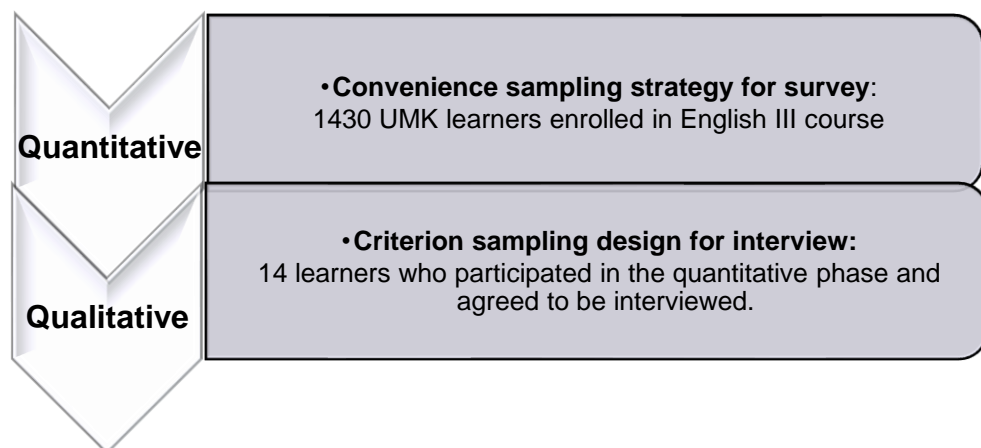 Quantitative
•Convenience sampling strategy for survey:
1430 UMK learners enrolled in English III course
Qualitative
•Criterion sampling design for interview:
14 learners who participated in the quantitative phase and
agreed to be interviewed.